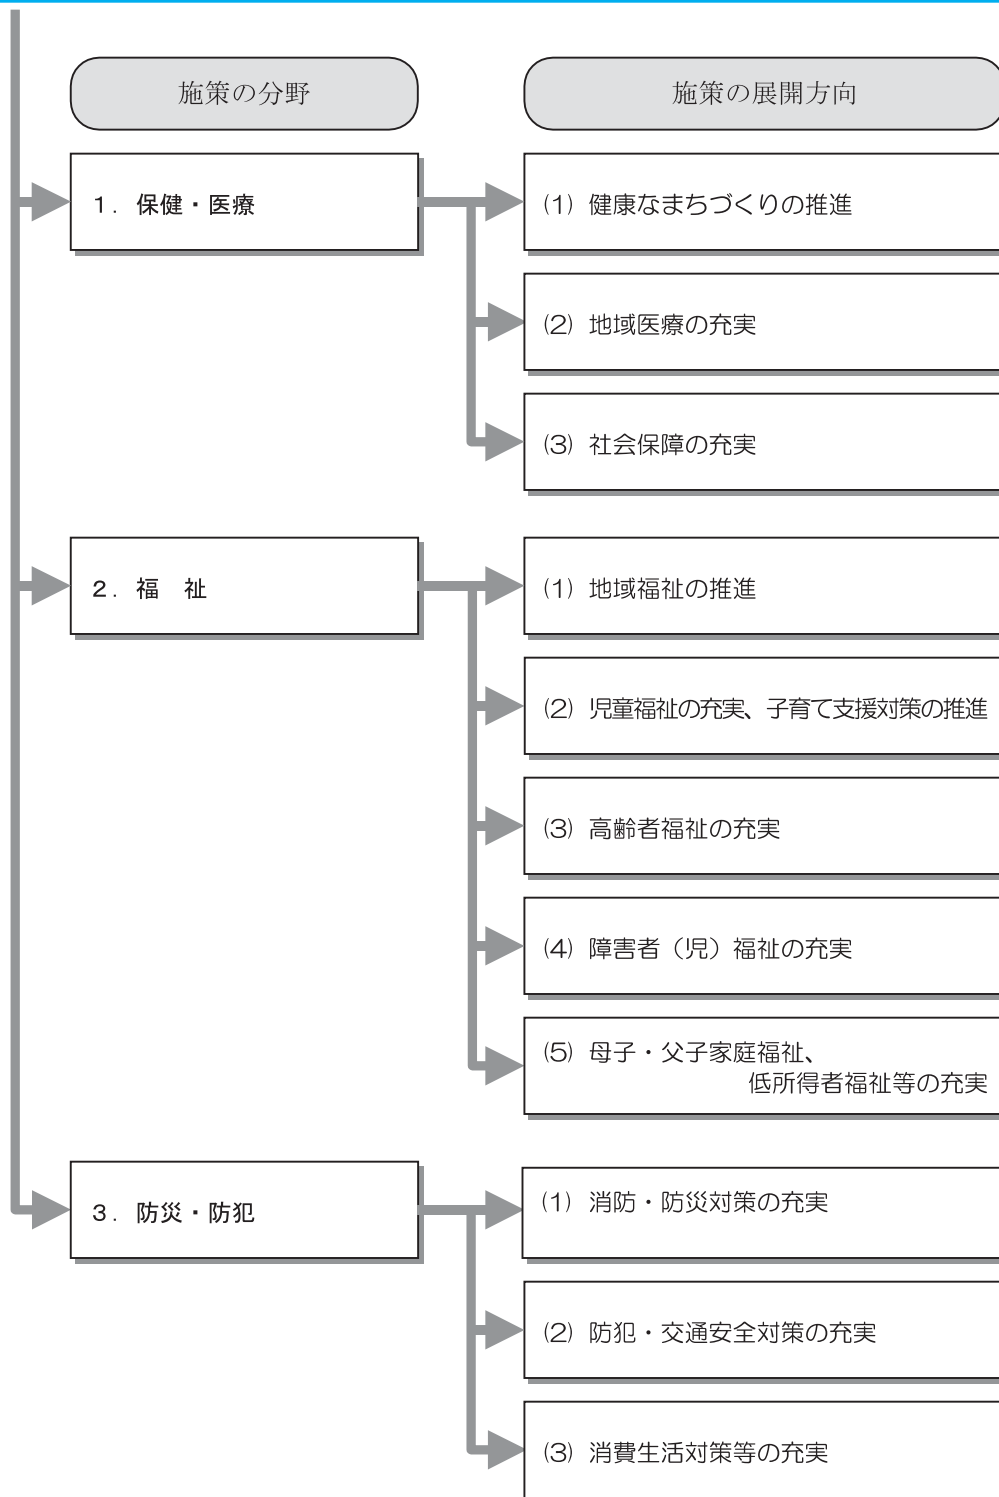 施策の分野
施策の展開方向
1. 保健・医療
(1) 健康なまちづくりの推進
(2) 地域医療の充実
(3) 社会保障の充実
2. 福　祉
(1) 地域福祉の推進
(2) 児童福祉の充実、子育て支援対策の推進
(3) 高齢者福祉の充実
(4) 障害者（児）福祉の充実
(5) 母子・父子家庭福祉、
低所得者福祉等の充実
3. 防災・防犯
(1) 消防・防災対策の充実
(2) 防犯・交通安全対策の充実
(3) 消費生活対策等の充実